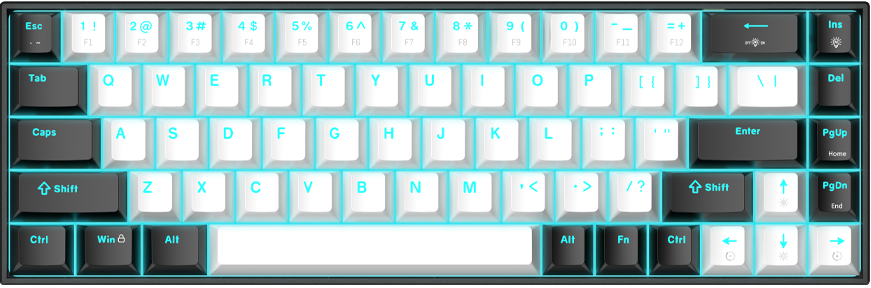 Esc 1 ! 2 @ 3 # 4 $ 5 % 6 ^ 7 & 8 * 9 ( 0 ) - _ = + ← Ins
F1 F2 F3 F4 F5 F6 F7 F8 F9 F10 F11 F12
Tab Q W E R T Y U I O P [ { ] } \ | Del
Caps A S D F G H J K L ; : ' " Enter PgUp
Home
⇧ Shift Z X C V B N M , < . > / ? ⇧ Shift ↑ PgDn
End
Ctrl Win Alt Alt Fn Ctrl ← ↓ →